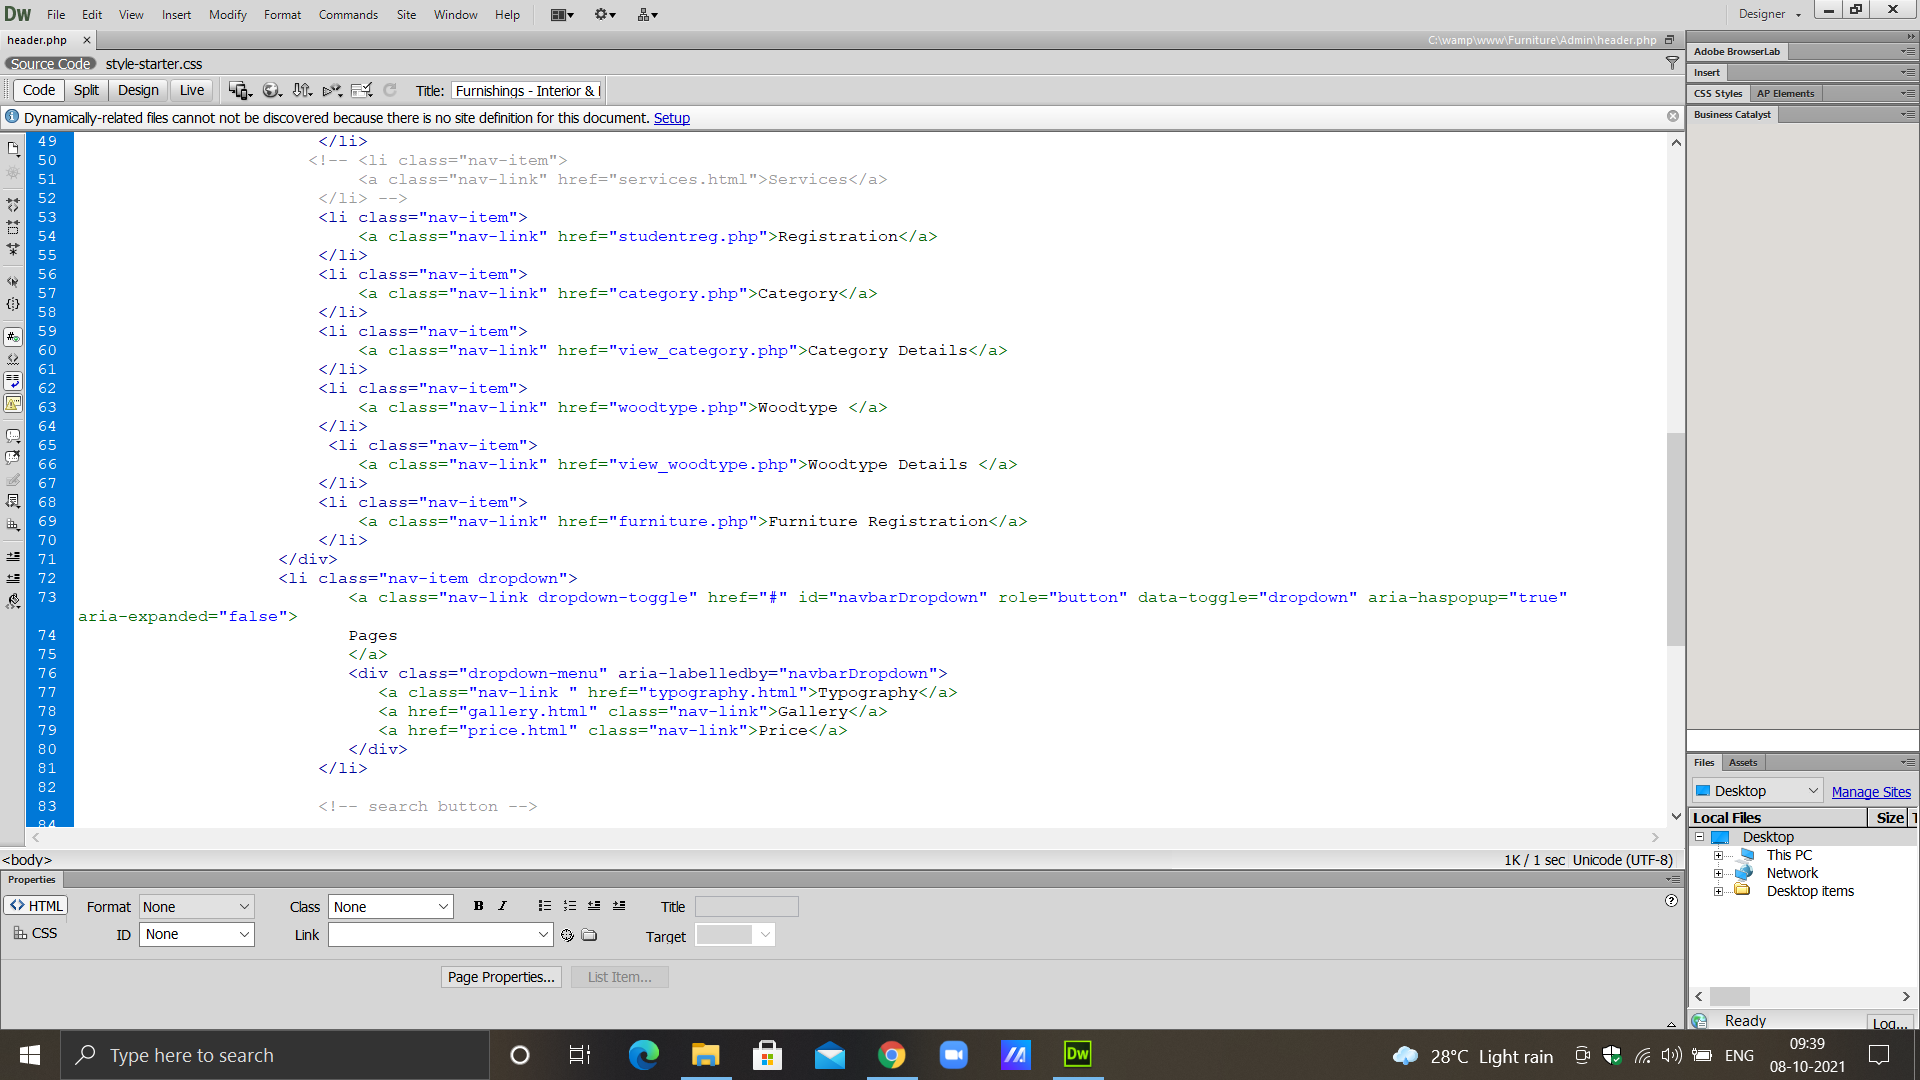 Dw File Edit View Insert Modify Format Commands Site Window Help Designer
header.php × C:\wamp\www\Furniture\Admin\header.php
Source Code style-starter.css
Code Split Design Live Title: Furnishings - Interior &
Dynamically-related files cannot not be discovered because there is no site definition for this document. Setup
49 </li>
50 <!-- <li class="nav-item">
51 <a class="nav-link" href="services.html">Services</a>
52 </li> -->
53 <li class="nav-item">
54 <a class="nav-link" href="studentreg.php">Registration</a>
55 </li>
56 <li class="nav-item">
57 <a class="nav-link" href="category.php">Category</a>
58 </li>
59 <li class="nav-item">
60 <a class="nav-link" href="view_category.php">Category Details</a>
61 </li>
62 <li class="nav-item">
63 <a class="nav-link" href="woodtype.php">Woodtype </a>
64 </li>
65 <li class="nav-item">
66 <a class="nav-link" href="view_woodtype.php">Woodtype Details </a>
67 </li>
68 <li class="nav-item">
69 <a class="nav-link" href="furniture.php">Furniture Registration</a>
70 </li>
71 </div>
72 <li class="nav-item dropdown">
73 <a class="nav-link dropdown-toggle" href="#" id="navbarDropdown" role="button" data-toggle="dropdown" aria-haspopup="true"
aria-expanded="false">
74 Pages
75 </a>
76 <div class="dropdown-menu" aria-labelledby="navbarDropdown">
77 <a class="nav-link " href="typography.html">Typography</a>
78 <a href="gallery.html" class="nav-link">Gallery</a>
79 <a href="price.html" class="nav-link">Price</a>
80 </div>
81 </li>
82
83 <!-- search button -->
84
<body> 1K / 1 sec Unicode (UTF-8)
Properties
HTML Format None Class None B I Title
CSS ID None Link Target
Page Properties... List Item...
Adobe BrowserLab
Insert
CSS Styles AP Elements
Business Catalyst
Files Assets
Desktop Manage Sites
Local Files Size
Desktop
This PC
Network
Desktop items
Ready Log...
Type here to search Dw 28°C Light rain ENG 09:39
08-10-2021